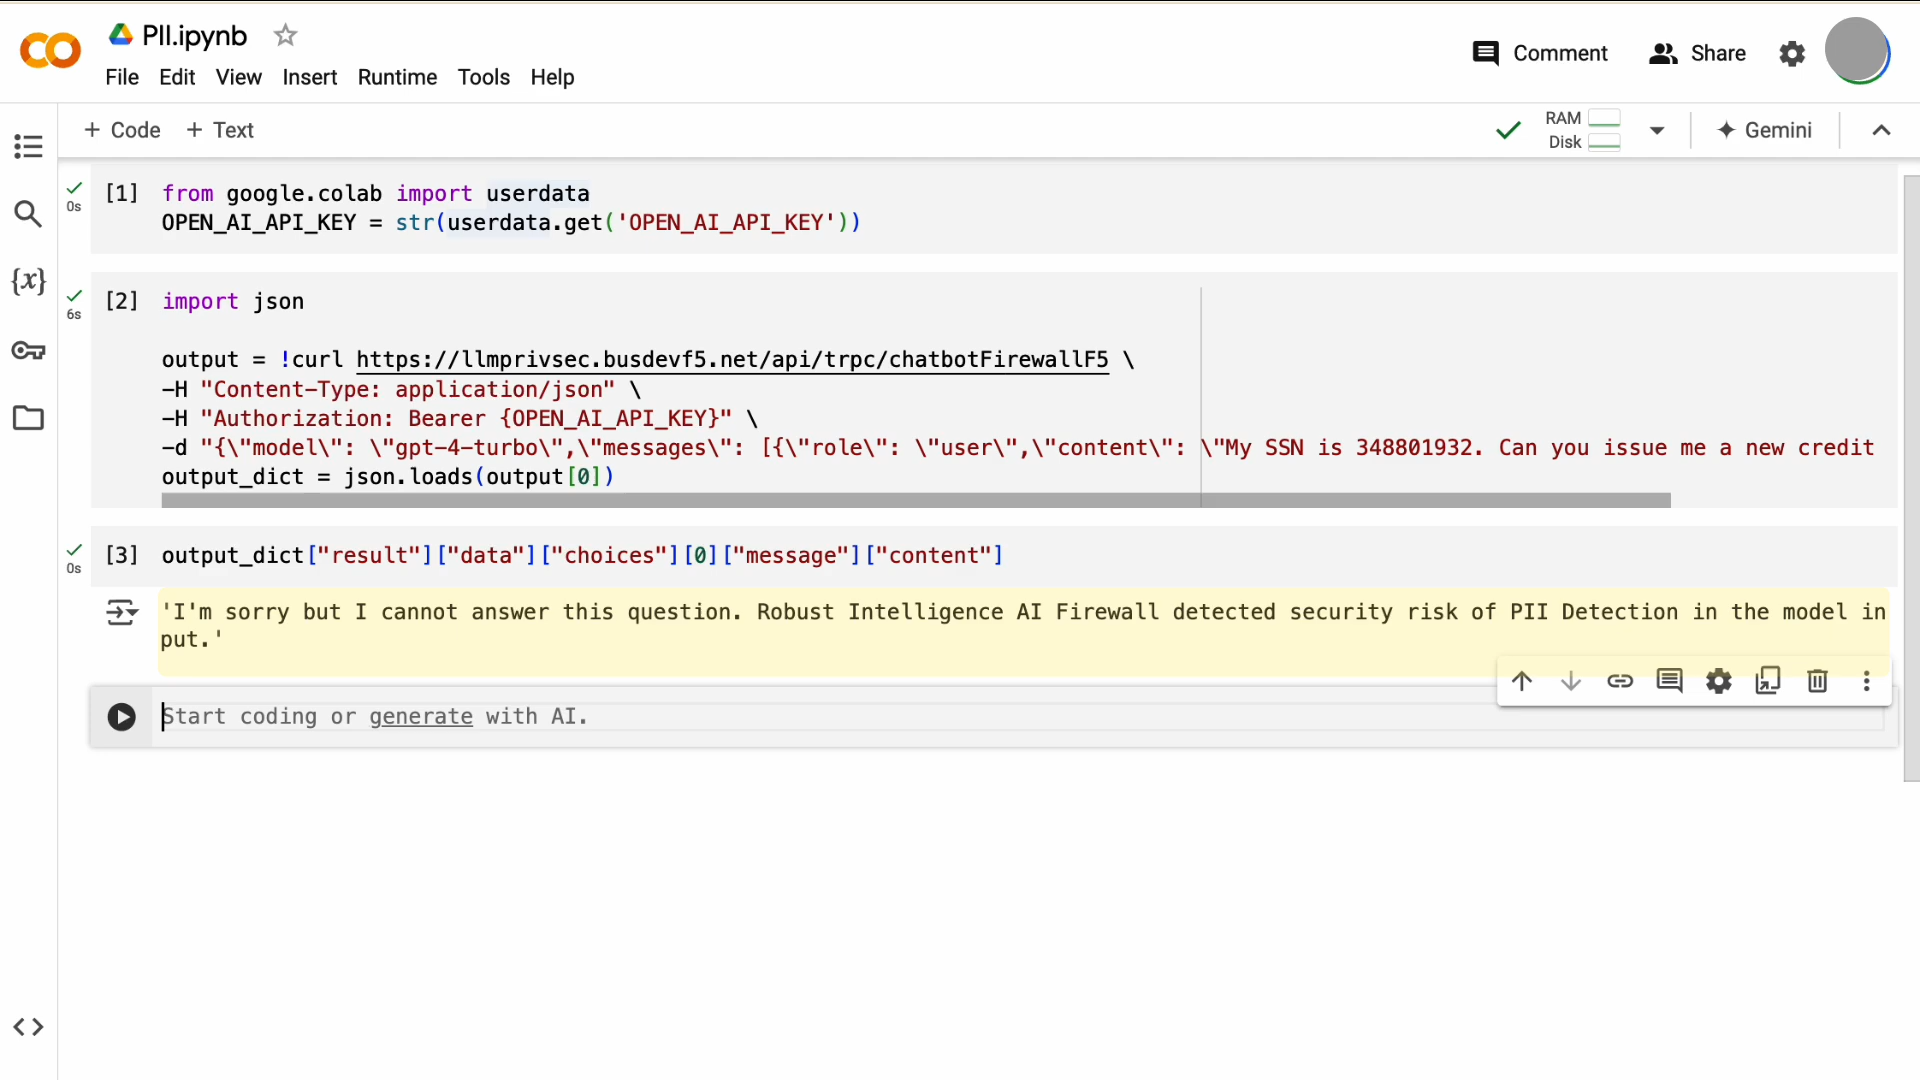 PII.ipynb
File Edit View Insert Runtime Tools Help
Comment Share
+ Code + Text
RAM
Disk
Gemini
[1] from google.colab import userdata
0s
OPEN_AI_API_KEY = str(userdata.get('OPEN_AI_API_KEY'))
{x}
[2] import json
6s
output = !curl https://llmprivsec.busdevf5.net/api/trpc/chatbotFirewallF5 \
-H "Content-Type: application/json" \
-H "Authorization: Bearer {OPEN_AI_API_KEY}" \
-d "{\"model\": \"gpt-4-turbo\",\"messages\": [{\"role\": \"user\",\"content\": \"My SSN is 348801932. Can you issue me a new credit
output_dict = json.loads(output[0])
[3] output_dict["result"]["data"]["choices"][0]["message"]["content"]
0s
'I'm sorry but I cannot answer this question. Robust Intelligence AI Firewall detected security risk of PII Detection in the model in
put.'
Start coding or generate with AI.